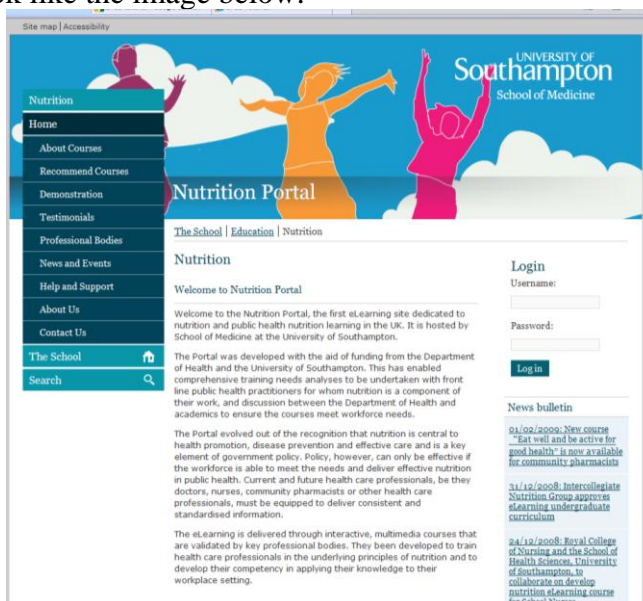 ok like the image below:
Site map | Accessibility
UNIVERSITY OF
Southampton
School of Medicine
Nutrition
Home
About Courses
Recommend Courses
Demonstration
Testimonials
Professional Bodies
News and Events
Help and Support
About Us
Contact Us
The School
Search
Nutrition Portal
The School | Education | Nutrition
Nutrition
Welcome to Nutrition Portal
Welcome to the Nutrition Portal, the first eLearning site dedicated to
nutrition and public health nutrition learning in the UK. It is hosted by
School of Medicine at the University of Southampton.
The Portal was developed with the aid of funding from the Department
of Health and the University of Southampton. This has enabled
comprehensive training needs analyses to be undertaken with front
line public health practitioners for whom nutrition is a component of
their work, and discussion between the Department of Health and
academics to ensure the courses meet workforce needs.
The Portal evolved out of the recognition that nutrition is central to
health promotion, disease prevention and effective care and is a key
element of government policy. Policy, however, can only be effective if
the workforce is able to meet the needs and deliver effective nutrition
in public health. Current and future health care professionals, be they
doctors, nurses, community pharmacists or other health care
professionals, must be equipped to deliver consistent and
standardised information.
The eLearning is delivered through interactive, multimedia courses that
are validated by key professional bodies. They been developed to train
health care professionals in the underlying principles of nutrition and to
develop their competency in applying their knowledge to their
workplace setting.
Login
Username:
Password:
Log in
News bulletin
01/02/2009: New course
"Eat well and be active for
good health" is now available
for community pharmacists
31/12/2008: Intercollegiate
Nutrition Group approves
eLearning undergraduate
curriculum
24/12/2008: Royal College
of Nursing and the School of
Health Sciences, University
of Southampton, to
collaborate on develop
nutrition eLearning course
for School Nurses